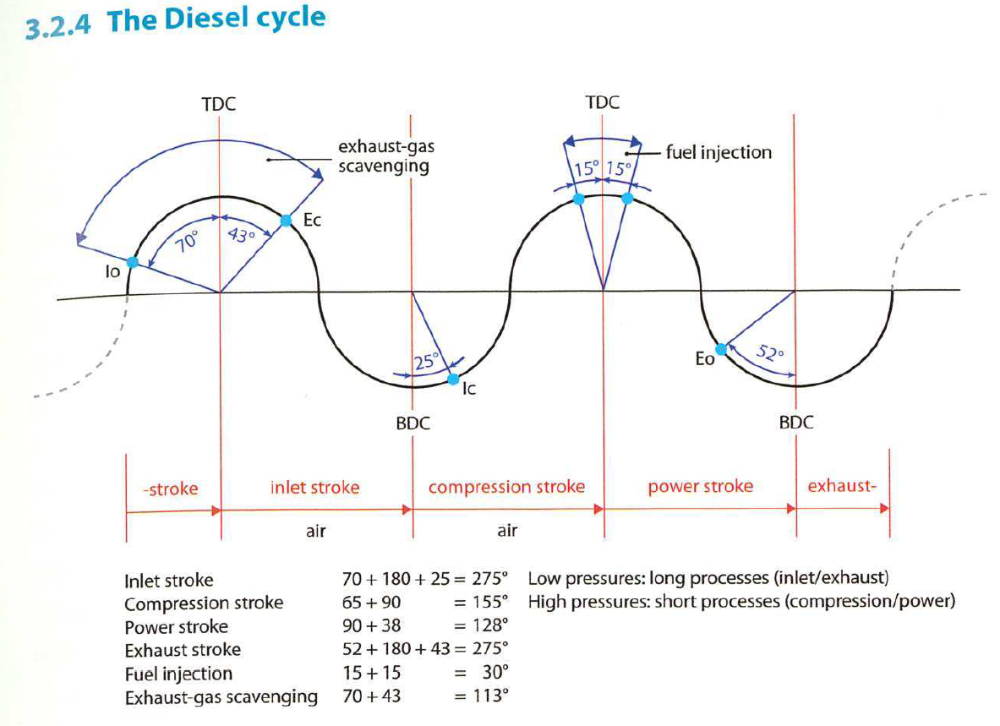 3.2.4 The Diesel cycle
TDC
TDC
exhaust-gas
scavenging
fuel injection
15° 15°
Ec
70° 43°
Io
25°
Ic
Eo
52°
BDC
BDC
-stroke
inlet stroke
compression stroke
power stroke
exhaust-
air
air
Inlet stroke 70 + 180 + 25 = 275° Low pressures: long processes (inlet/exhaust)
Compression stroke 65 + 90 = 155° High pressures: short processes (compression/power)
Power stroke 90 + 38 = 128°
Exhaust stroke 52 + 180 + 43 = 275°
Fuel injection 15 + 15 = 30°
Exhaust-gas scavenging 70 + 43 = 113°